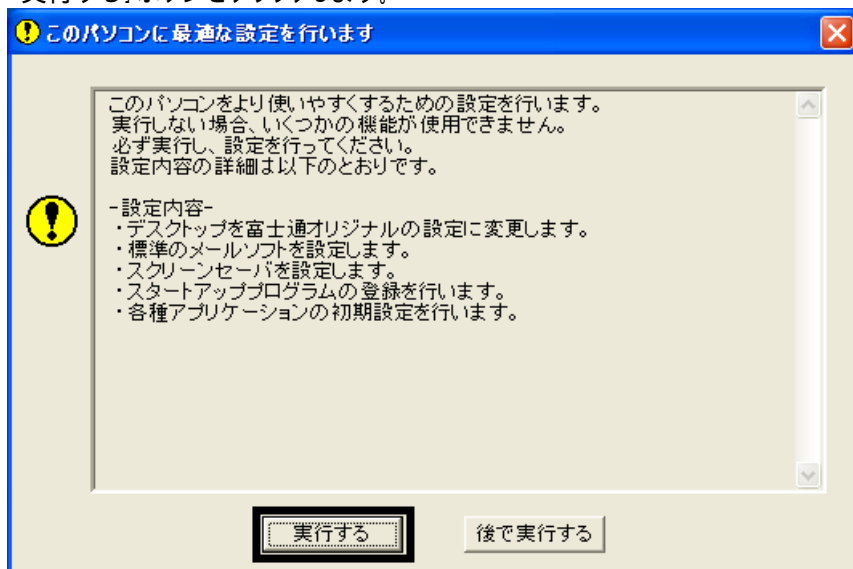 実行する」ボタンをクリックします。
このパソコンに最適な設定を行います
このパソコンをより使いやすくするための設定を行います。
実行しない場合、いくつかの機能が使用できません。
必ず実行し、設定を行ってください。
設定内容の詳細は以下のとおりです。
-設定内容-
・デスクトップを富士通オリジナルの設定に変更します。
・標準のメールソフトを設定します。
・スクリーンセーバを設定します。
・スタートアッププログラムの登録を行います。
・各種アプリケーションの初期設定を行います。
実行する
後で実行する